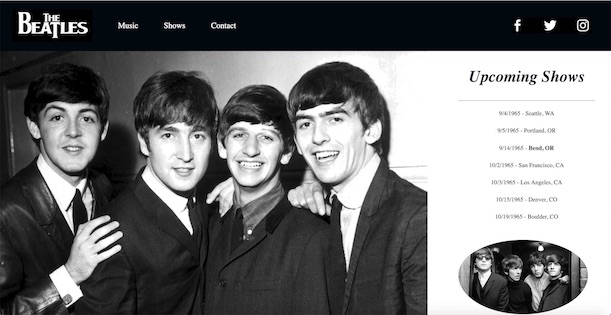 THE
BEATLES
Music Shows Contact
Upcoming Shows
9/4/1965 - Seattle, WA
9/5/1965 - Portland, OR
9/14/1965 - Bend, OR
10/2/1965 - San Francisco, CA
10/3/1965 - Los Angeles, CA
10/15/1965 - Denver, CO
10/19/1965 - Boulder, CO